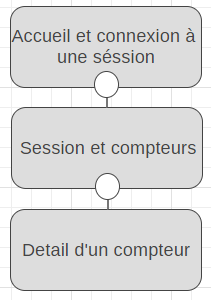 Accueil et connexion à
une séssion
Session et compteurs
Detail d'un compteur